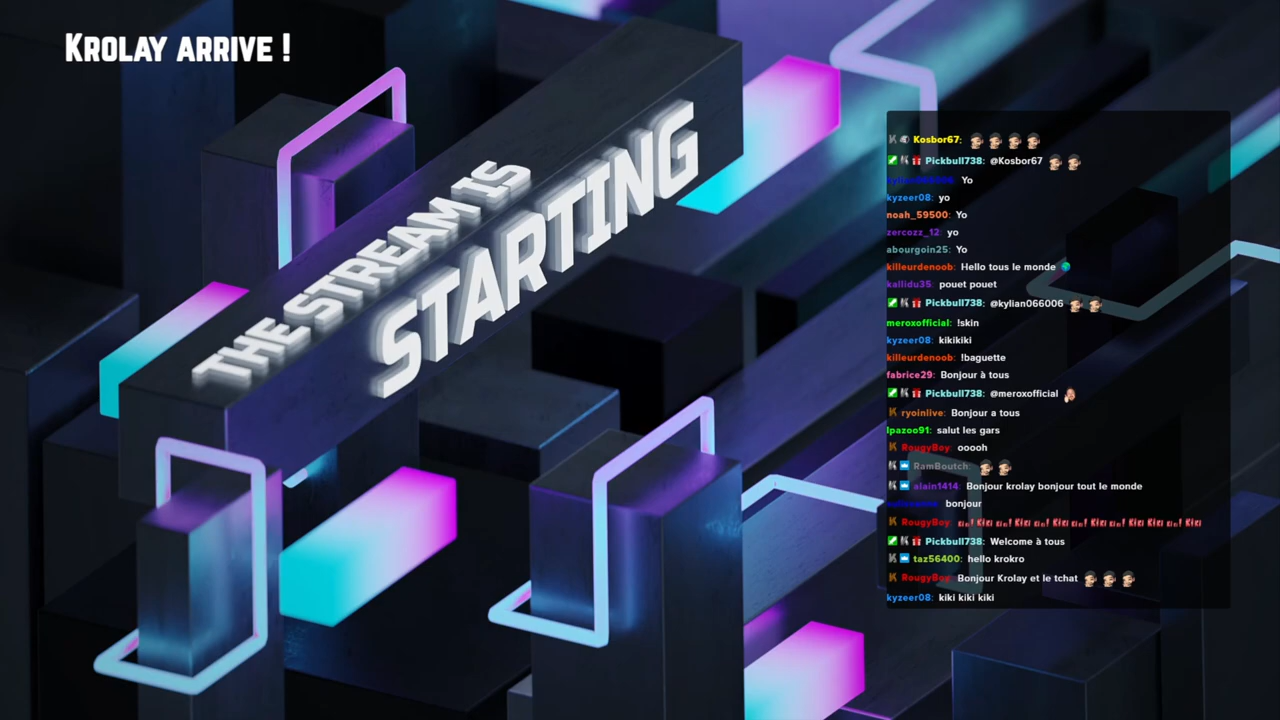 KROLAY ARRIVE !
THE STREAM IS
STARTING
Kosbor67:
Pickbull738: @Kosbor67
Yo
kyzeer08: yo
noah_59500: Yo
zercozz_12: yo
abourgoin25: Yo
killeurdenoob: Hello tous le monde
kallidu35: pouet pouet
Pickbull738: @kylian066006
meroxofficial: !skin
kyzeer08: kikikiki
killeurdenoob: !baguette
fabrice29: Bonjour à tous
Pickbull738: @meroxofficial
ryoinlive: Bonjour a tous
lpazoo91: salut les gars
RougyBoy: ooooh
RamBoutch:
alain1414: Bonjour krolay bonjour tout le monde
bonjour
RougyBoy:
Pickbull738: Welcome à tous
taz56400: hello krokro
RougyBoy: Bonjour Krolay et le tchat
kyzeer08: kiki kiki kiki